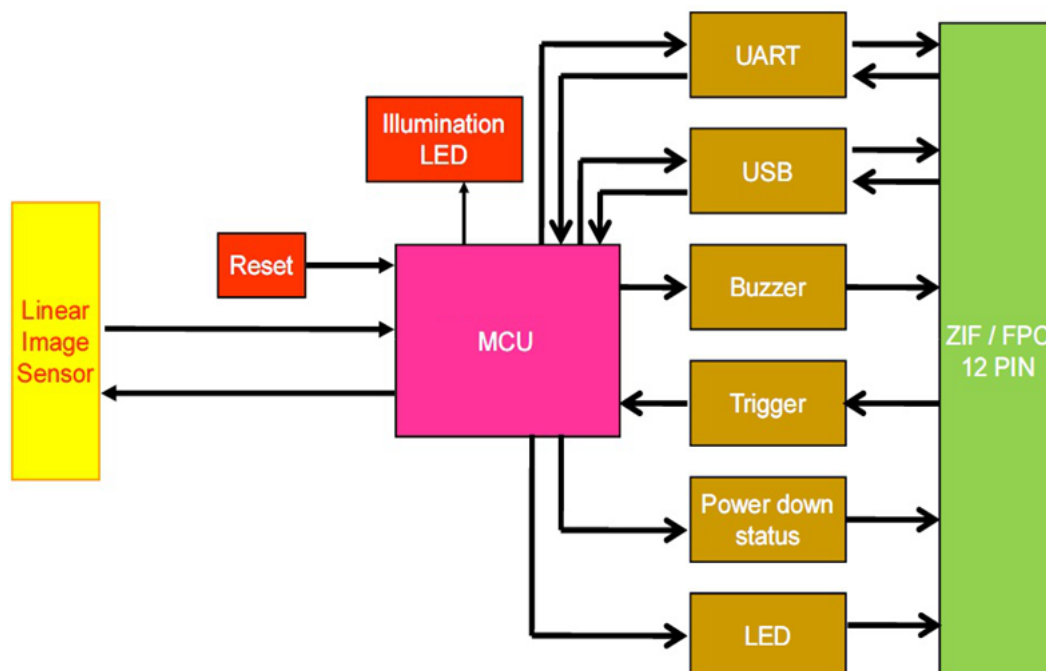 UART
Illumination
LED
USB
Reset
Linear
Image
Sensor
MCU
Buzzer
ZIF / FPC
12 PIN
Trigger
Power down
status
LED